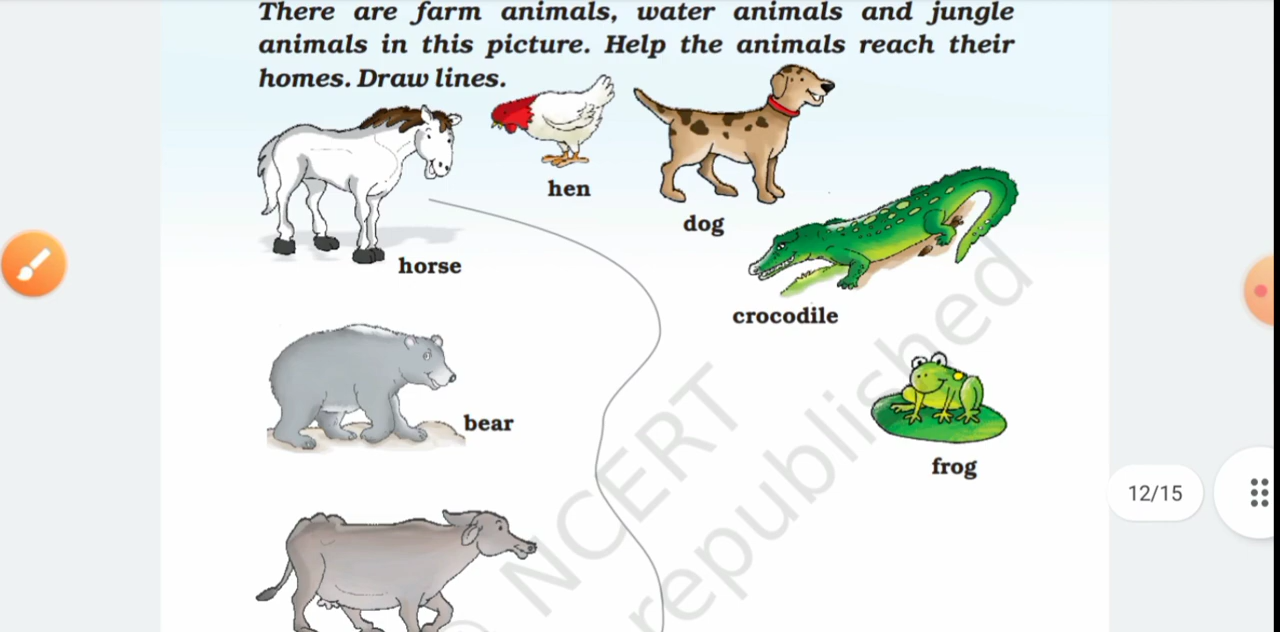 There are farm animals, water animals and jungle
animals in this picture. Help the animals reach their
homes. Draw lines.
hen
dog
horse
crocodile
bear
frog
12/15
© NCERT
republished